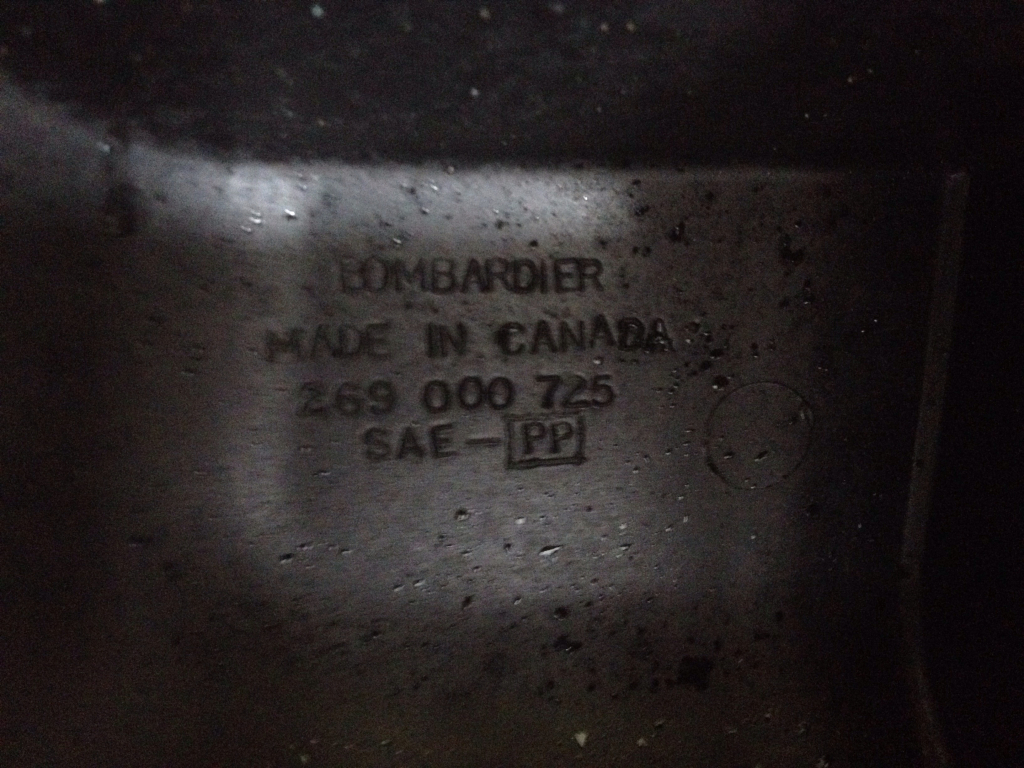 BOMBARDIER
MADE IN CANADA
269 000 725
SAE-PP